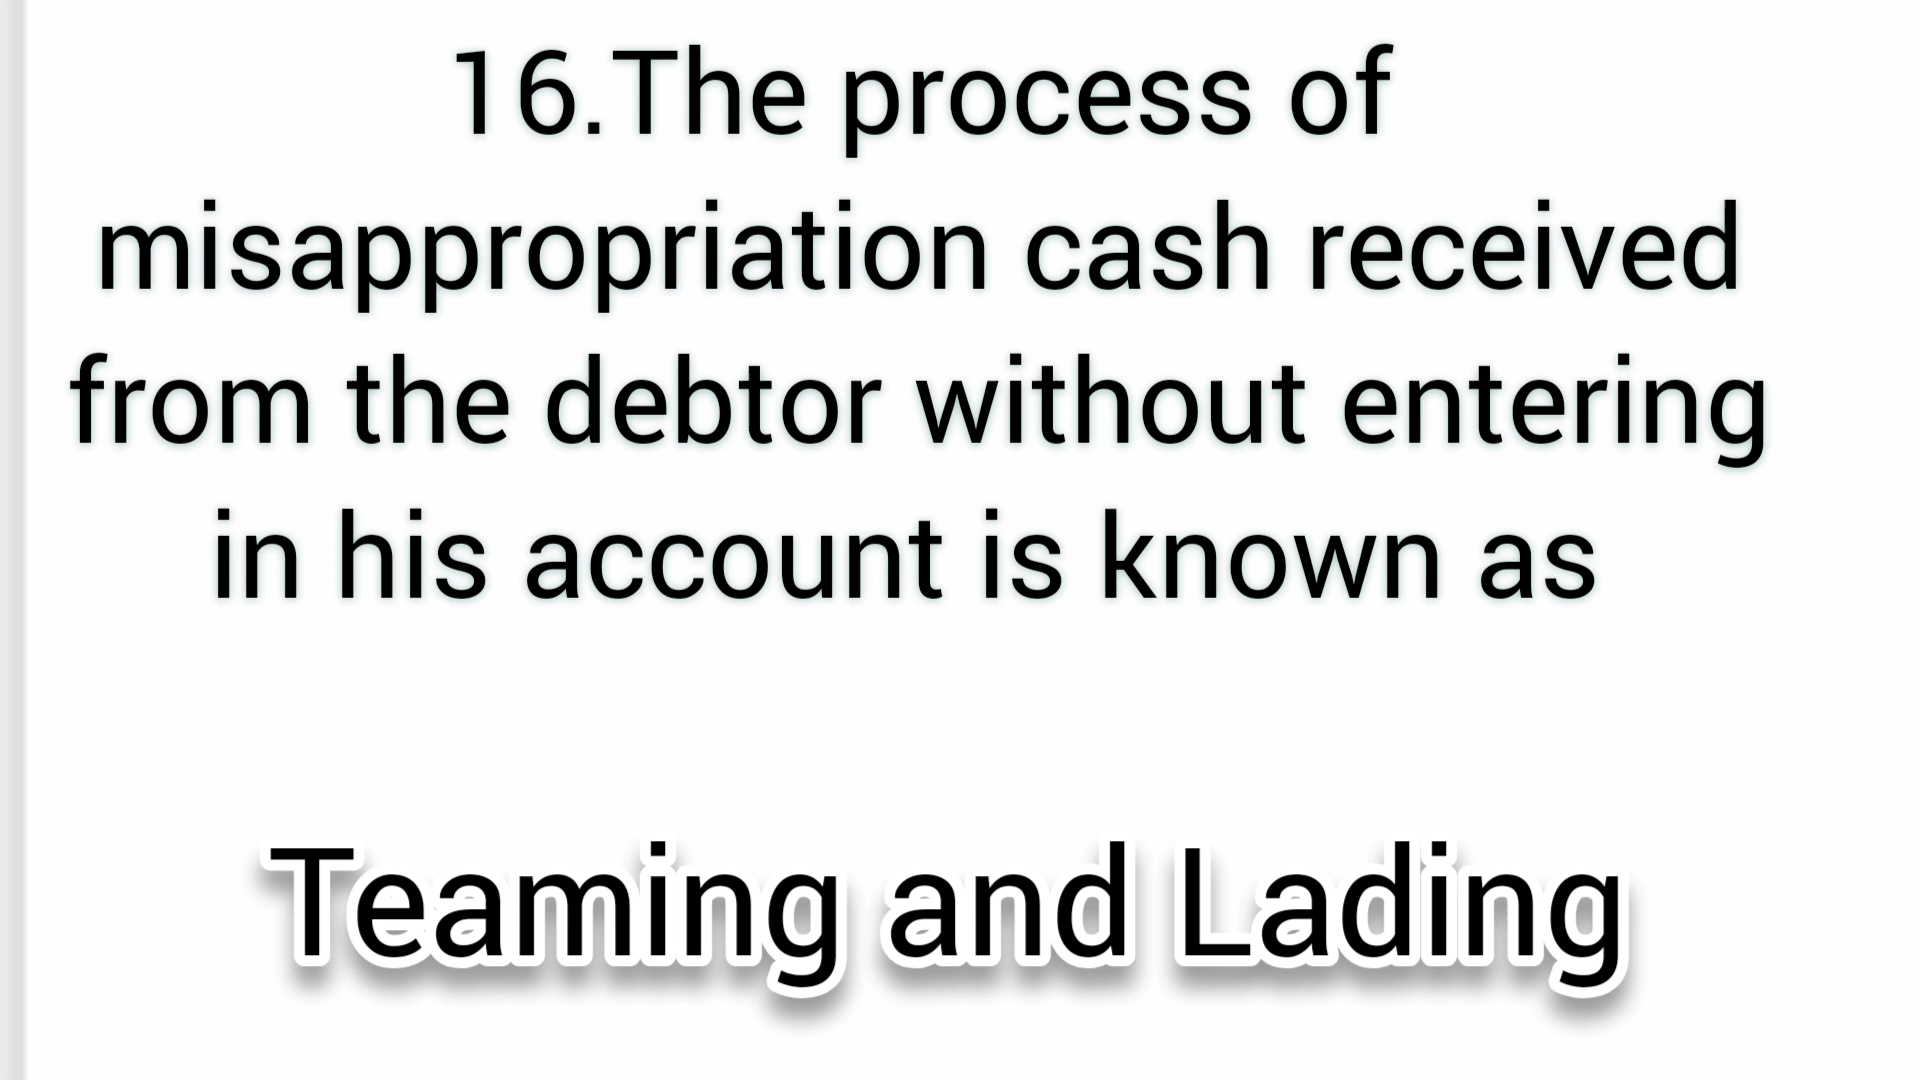 16.The process of
misappropriation cash received
from the debtor without entering
in his account is known as
Teaming and Lading